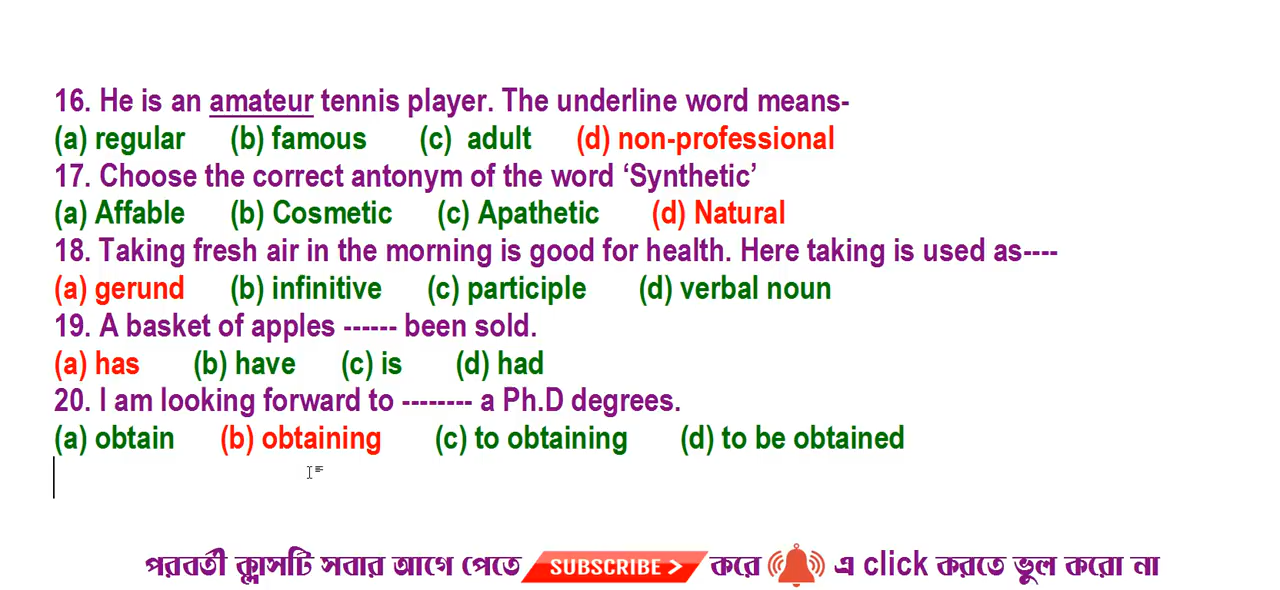 16. He is an amateur tennis player. The underline word means-
(a) regular (b) famous (c) adult (d) non-professional
17. Choose the correct antonym of the word ‘Synthetic’
(a) Affable (b) Cosmetic (c) Apathetic (d) Natural
18. Taking fresh air in the morning is good for health. Here taking is used as----
(a) gerund (b) infinitive (c) participle (d) verbal noun
19. A basket of apples ------ been sold.
(a) has (b) have (c) is (d) had
20. I am looking forward to -------- a Ph.D degrees.
(a) obtain (b) obtaining (c) to obtaining (d) to be obtained
পরবর্তী ক্লাসটি সবার আগে পেতে SUBSCRIBE > করে এ click করতে ভুল করো না